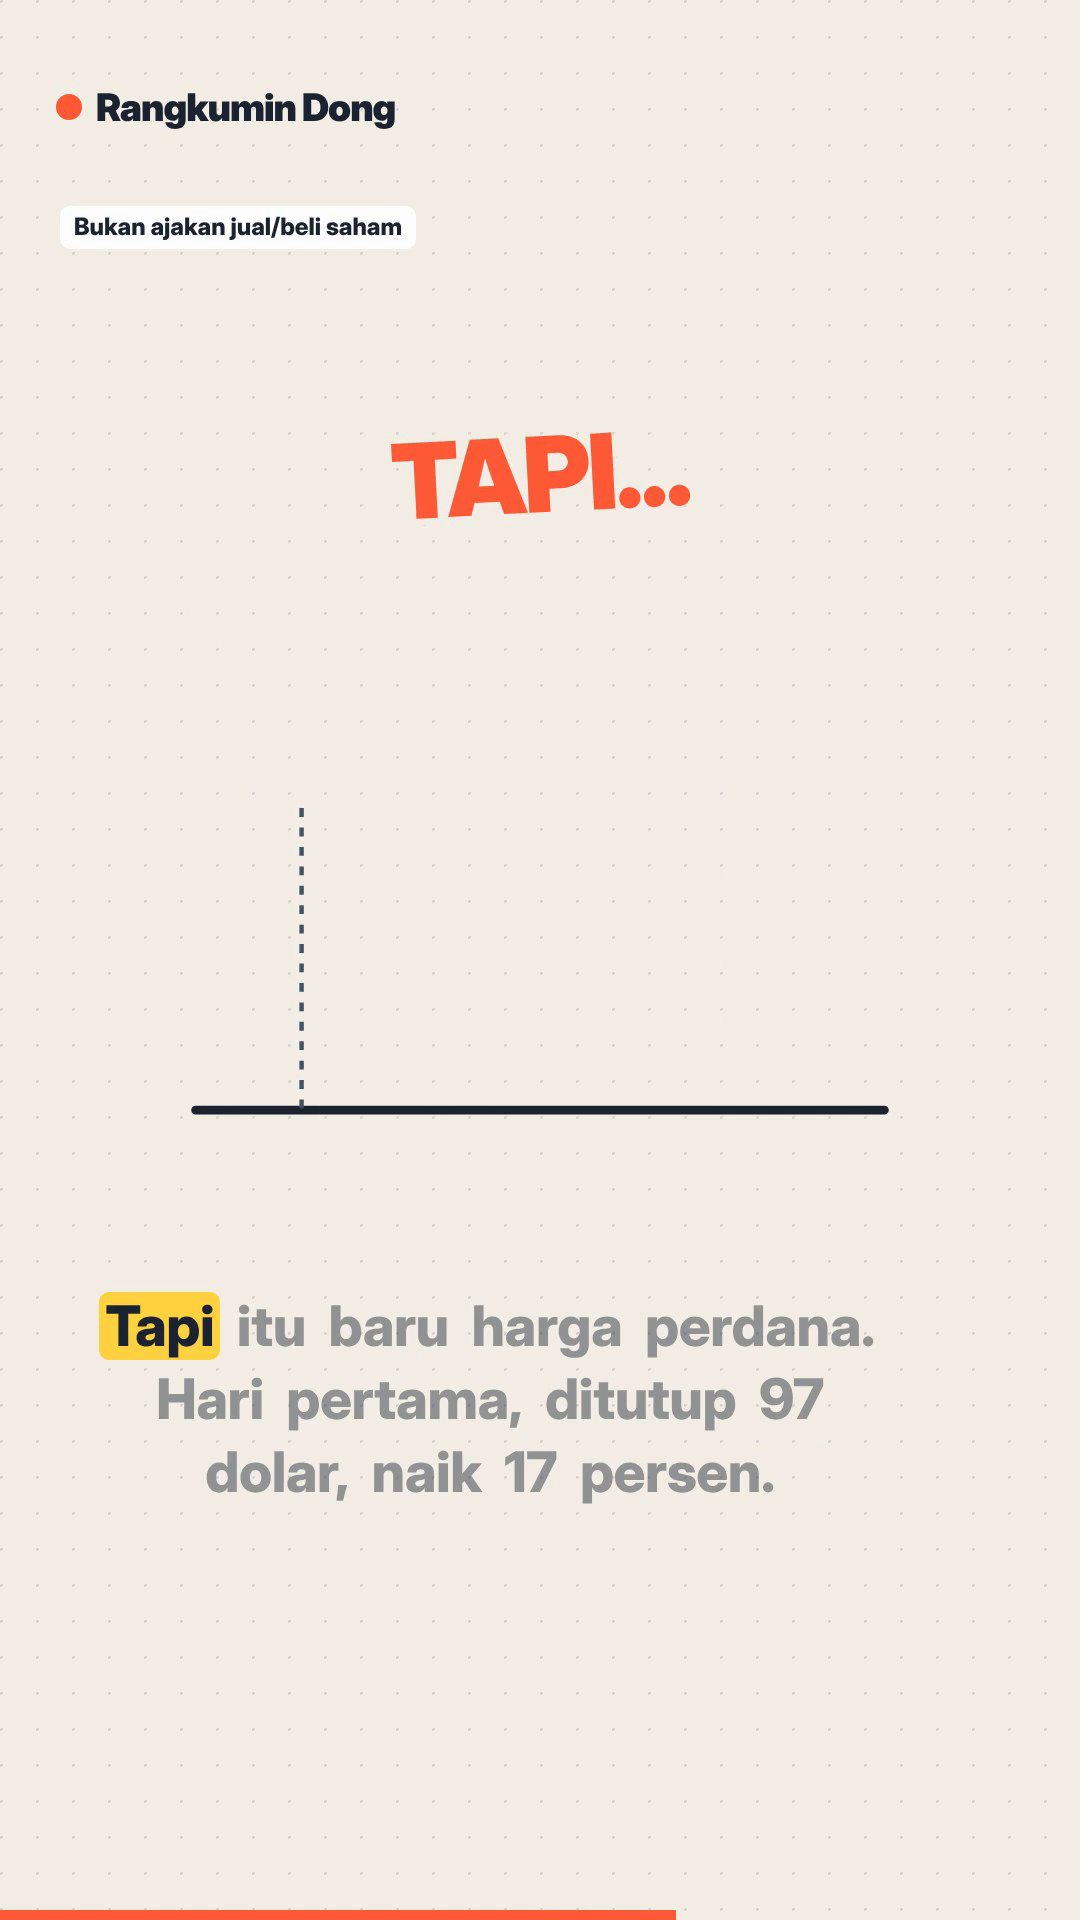 Rangkumin Dong
Bukan ajakan jual/beli saham
TAPI...
Tapi itu baru harga perdana.
Hari pertama, ditutup 97
dolar, naik 17 persen.